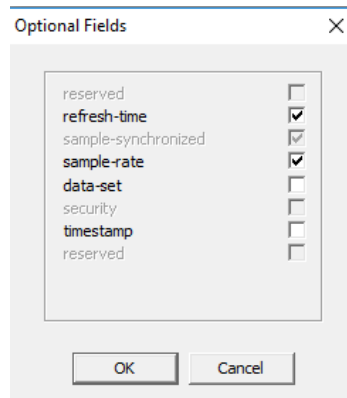 Optional Fields
reserved
refresh-time
sample-synchronized
sample-rate
data-set
security
timestamp
reserved
OK Cancel